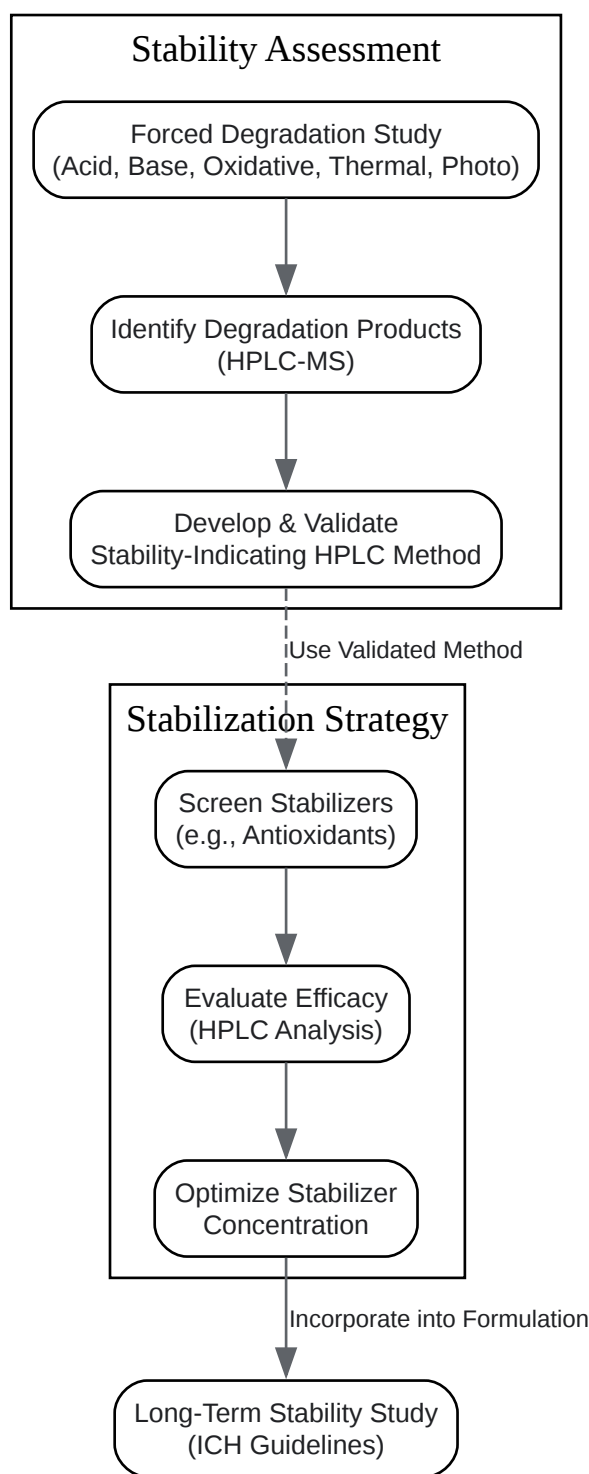 Stability Assessment
Forced Degradation Study
(Acid, Base, Oxidative, Thermal, Photo)
Identify Degradation Products
(HPLC-MS)
Develop & Validate
Stability-Indicating HPLC Method
Use Validated Method
Stabilization Strategy
Screen Stabilizers
(e.g., Antioxidants)
Evaluate Efficacy
(HPLC Analysis)
Optimize Stabilizer
Concentration
Incorporate into Formulation
Long-Term Stability Study
(ICH Guidelines)